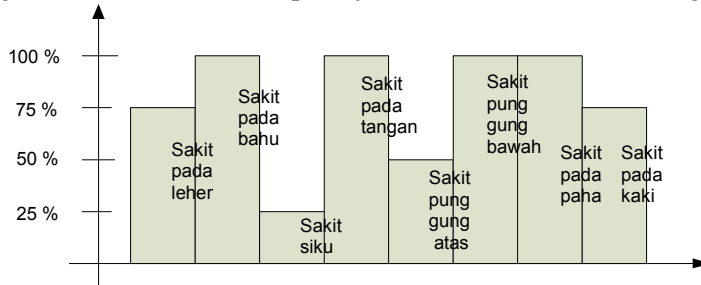 100 %
75 %
50 %
25 %
Sakit
pada
leher
Sakit
pada
bahu
Sakit
siku
Sakit
pada
tangan
Sakit
pung
gung
atas
Sakit
pung
gung
bawah
Sakit
pada
paha
Sakit
pada
kaki